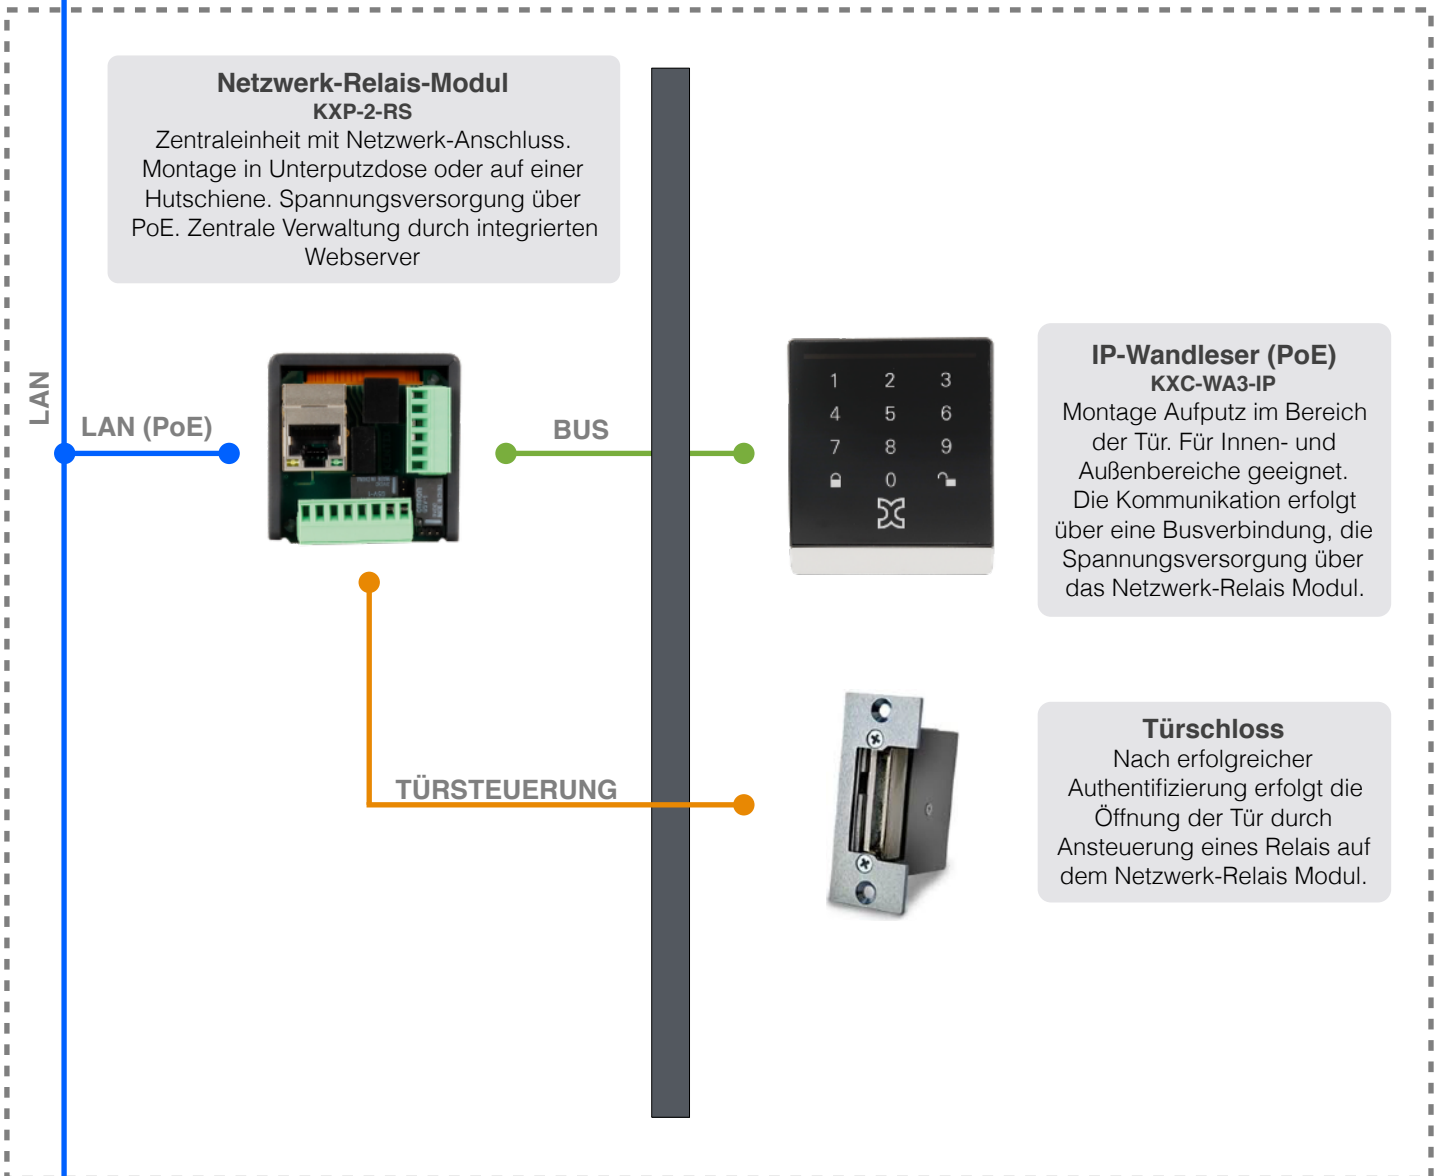 Netzwerk-Relais-Modul
KXP-2-RS
Zentraleinheit mit Netzwerk-Anschluss.
Montage in Unterputzdose oder auf einer
Hutschiene. Spannungsversorgung über
PoE. Zentrale Verwaltung durch integrierten
Webserver
LAN
LAN (PoE)
BUS
1 2 3
4 5 6
7 8 9
0
IP-Wandleser (PoE)
KXC-WA3-IP
Montage Aufputz im Bereich
der Tür. Für Innen- und
Außenbereiche geeignet.
Die Kommunikation erfolgt
über eine Busverbindung, die
Spannungsversorgung über
das Netzwerk-Relais Modul.
TÜRSTEUERUNG
Türschloss
Nach erfolgreicher
Authentifizierung erfolgt die
Öffnung der Tür durch
Ansteuerung eines Relais auf
dem Netzwerk-Relais Modul.